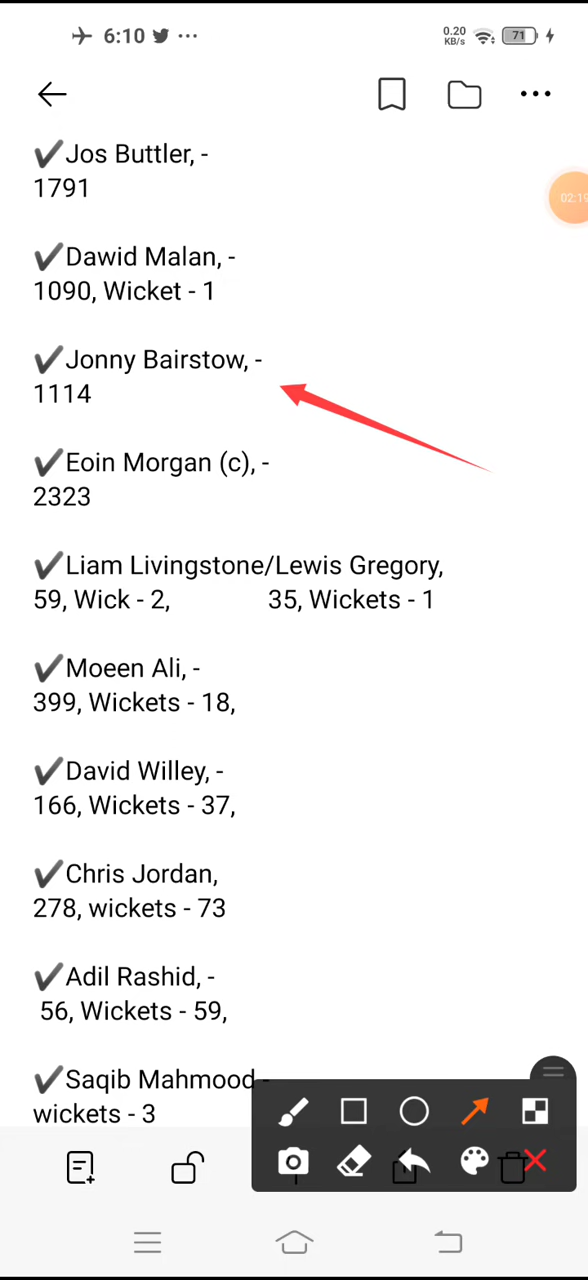 6:10
0.20
KB/s
71
02:19
✔Jos Buttler, -
1791
✔Dawid Malan, -
1090, Wicket - 1
✔Jonny Bairstow, -
1114
✔Eoin Morgan (c), -
2323
✔Liam Livingstone/Lewis Gregory,
59, Wick - 2, 35, Wickets - 1
✔Moeen Ali, -
399, Wickets - 18,
✔David Willey, -
166, Wickets - 37,
✔Chris Jordan,
278, wickets - 73
✔Adil Rashid, -
56, Wickets - 59,
✔Saqib Mahmood -
wickets - 3